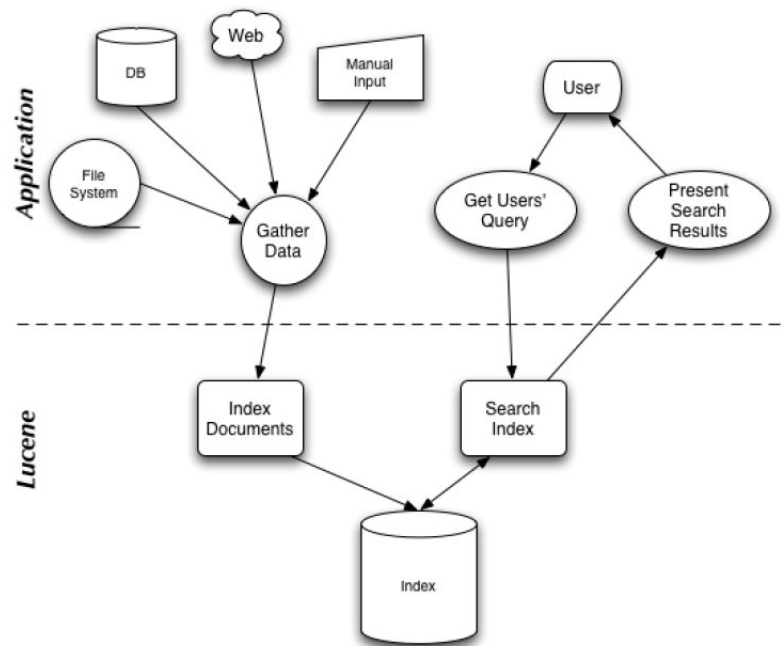 Application
DB
Web
Manual
Input
User
File
System
Gather
Data
Get Users'
Query
Present
Search
Results
Lucene
Index
Documents
Search
Index
Index